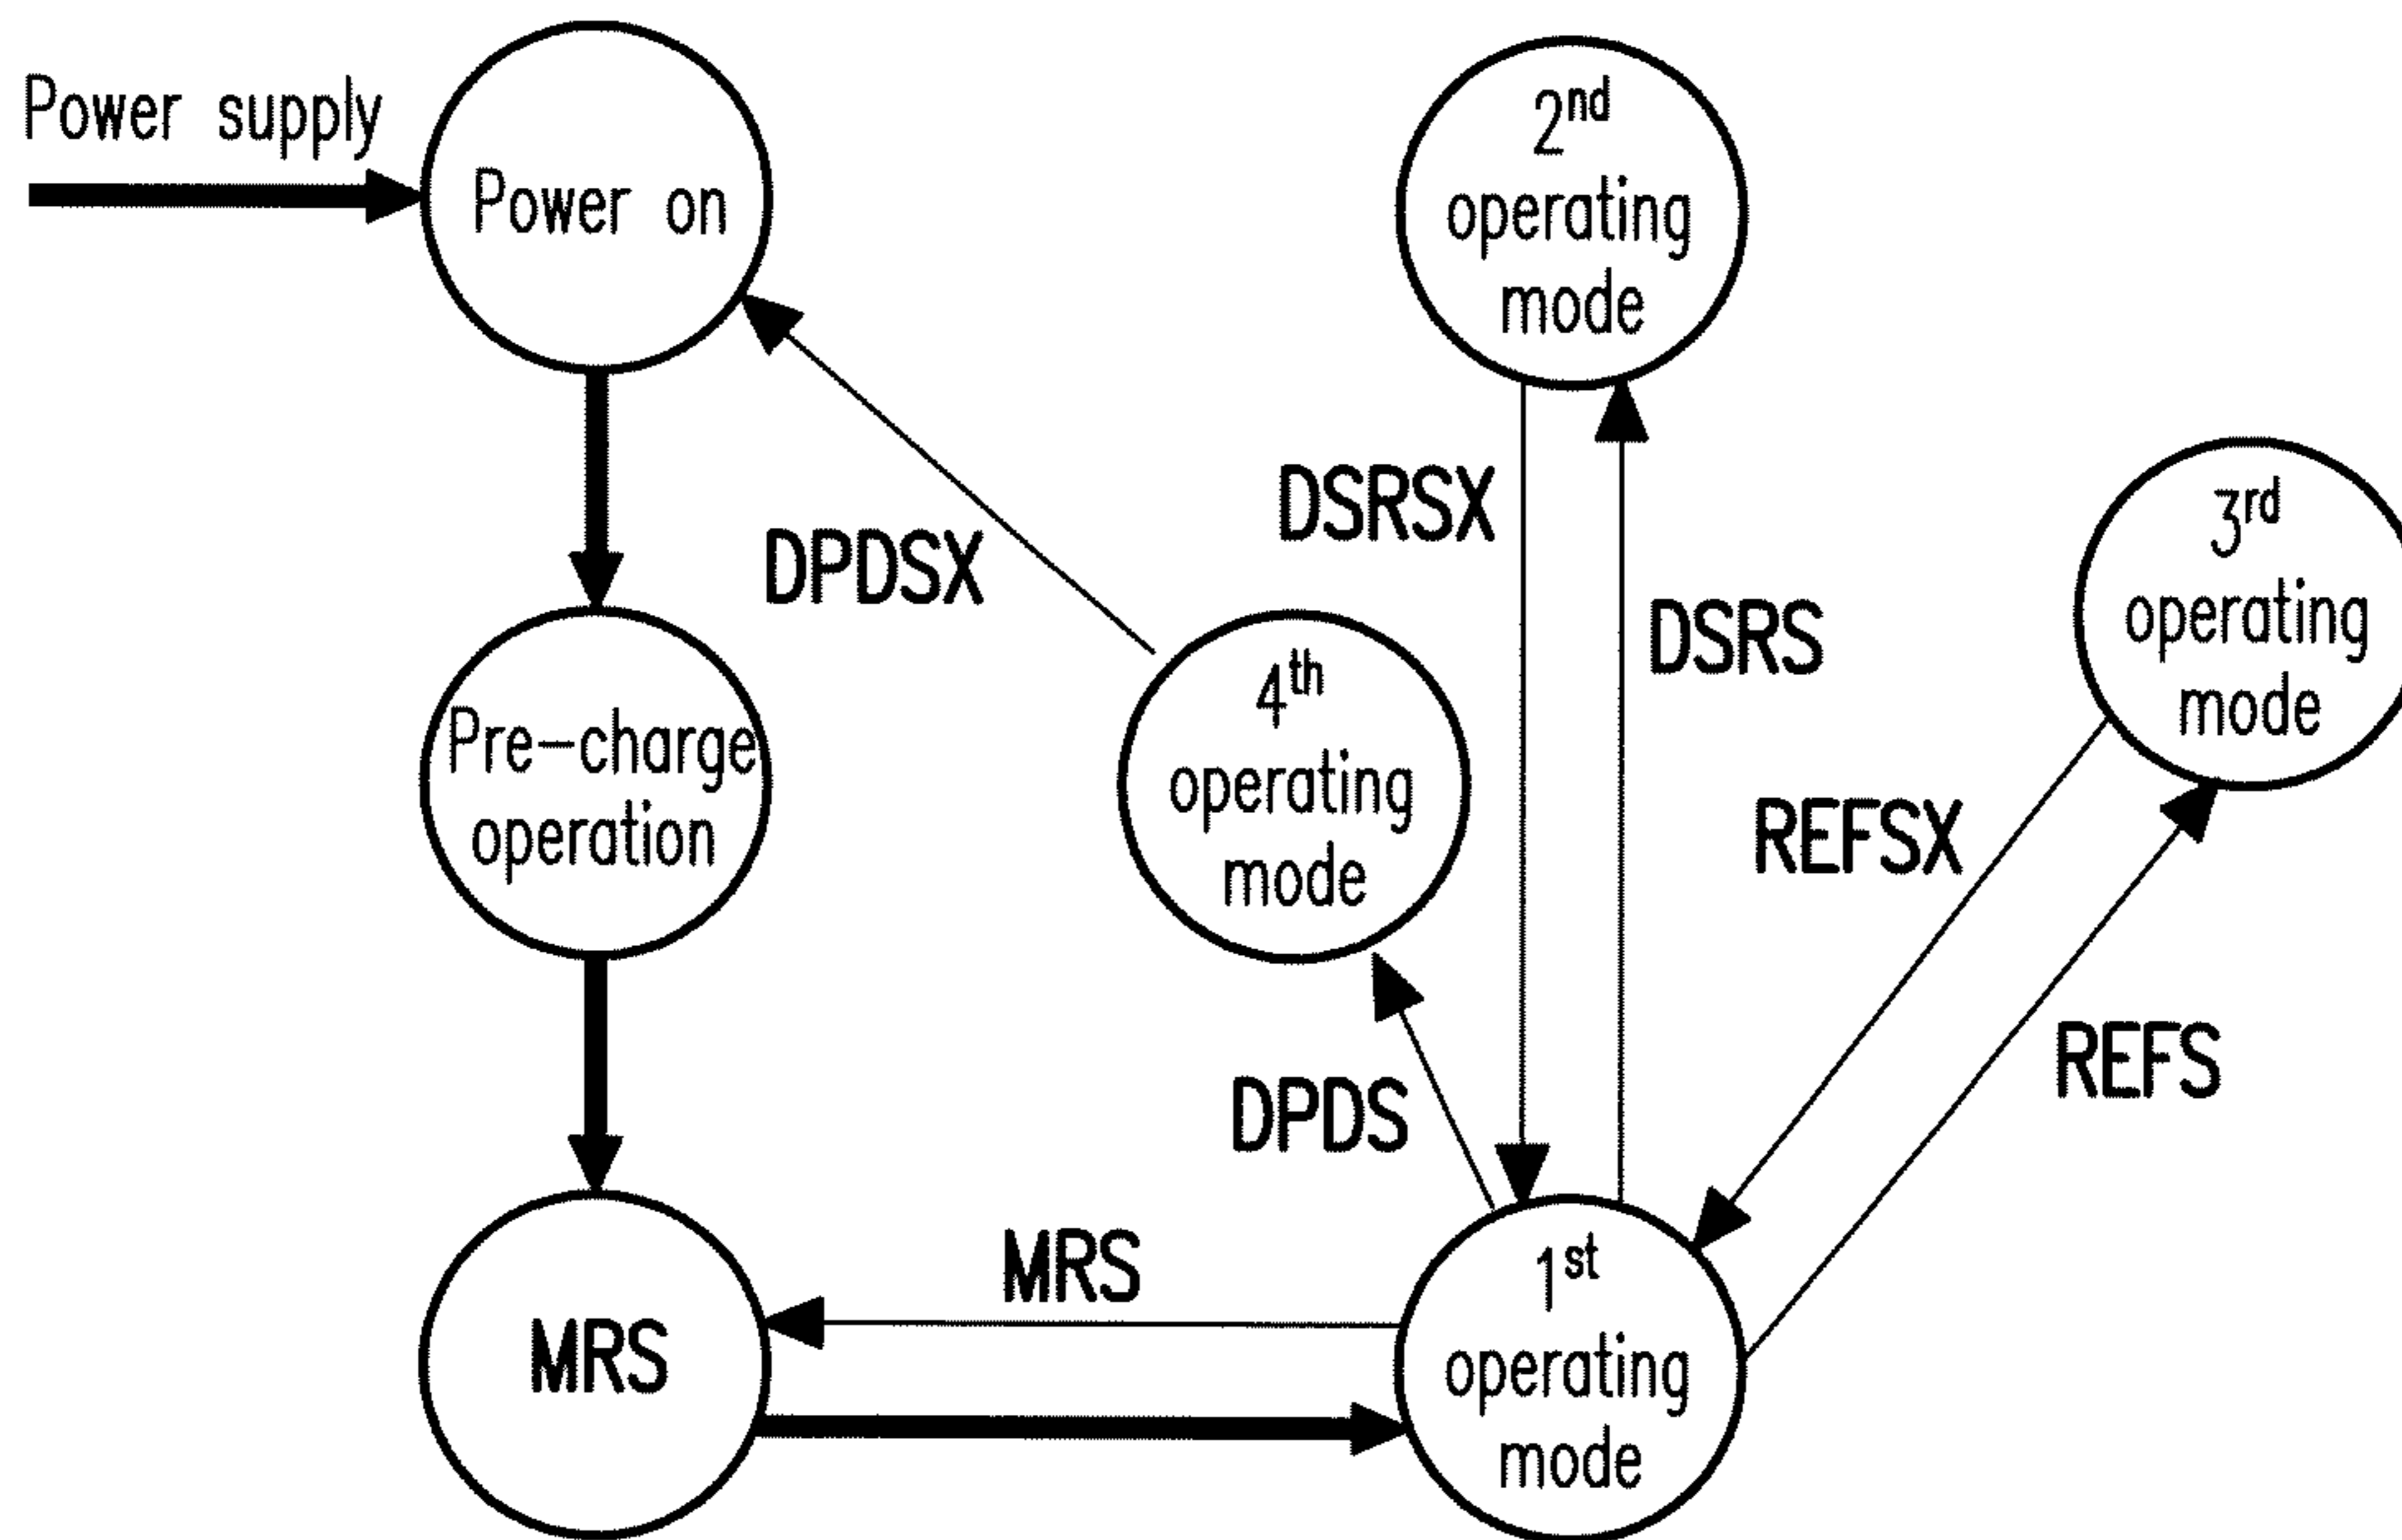 Power supply
Power on
2nd
operating
mode
DSRSX
DPDSX
3rd
operating
mode
DSRS
4th
operating
mode
Pre-charge
operation
REFSX
REFS
DPDS
MRS
1st
operating
mode
MRS